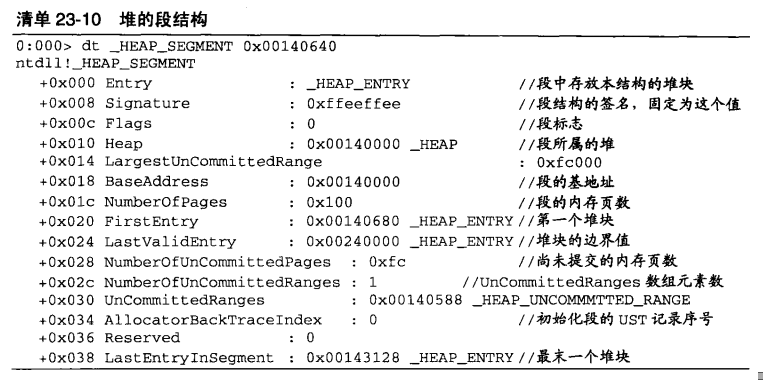 清单 23-10 堆的段结构
0:000> dt _HEAP_SEGMENT 0x00140640
ntdll!_HEAP_SEGMENT
+0x000 Entry : _HEAP_ENTRY //段中存放本结构的堆块
+0x008 Signature : 0xffeeffee //段结构的签名，固定为这个值
+0x00c Flags : 0 //段标志
+0x010 Heap : 0x00140000 _HEAP //段所属的堆
+0x014 LargestUnCommittedRange : 0xfc000
+0x018 BaseAddress : 0x00140000 //段的基地址
+0x01c NumberOfPages : 0x100 //段的内存页数
+0x020 FirstEntry : 0x00140680 _HEAP_ENTRY //第一个堆块
+0x024 LastValidEntry : 0x00240000 _HEAP_ENTRY //堆块的边界值
+0x028 NumberOfUnCommittedPages : 0xfc //尚未提交的内存页数
+0x02c NumberOfUnCommittedRanges : 1 //UnCommittedRanges 数组元素数
+0x030 UnCommittedRanges : 0x00140588 _HEAP_UNCOMMMTTED_RANGE
+0x034 AllocatorBackTraceIndex : 0 //初始化段的 UST 记录序号
+0x036 Reserved : 0
+0x038 LastEntryInSegment : 0x00143128 _HEAP_ENTRY //最末一个堆块